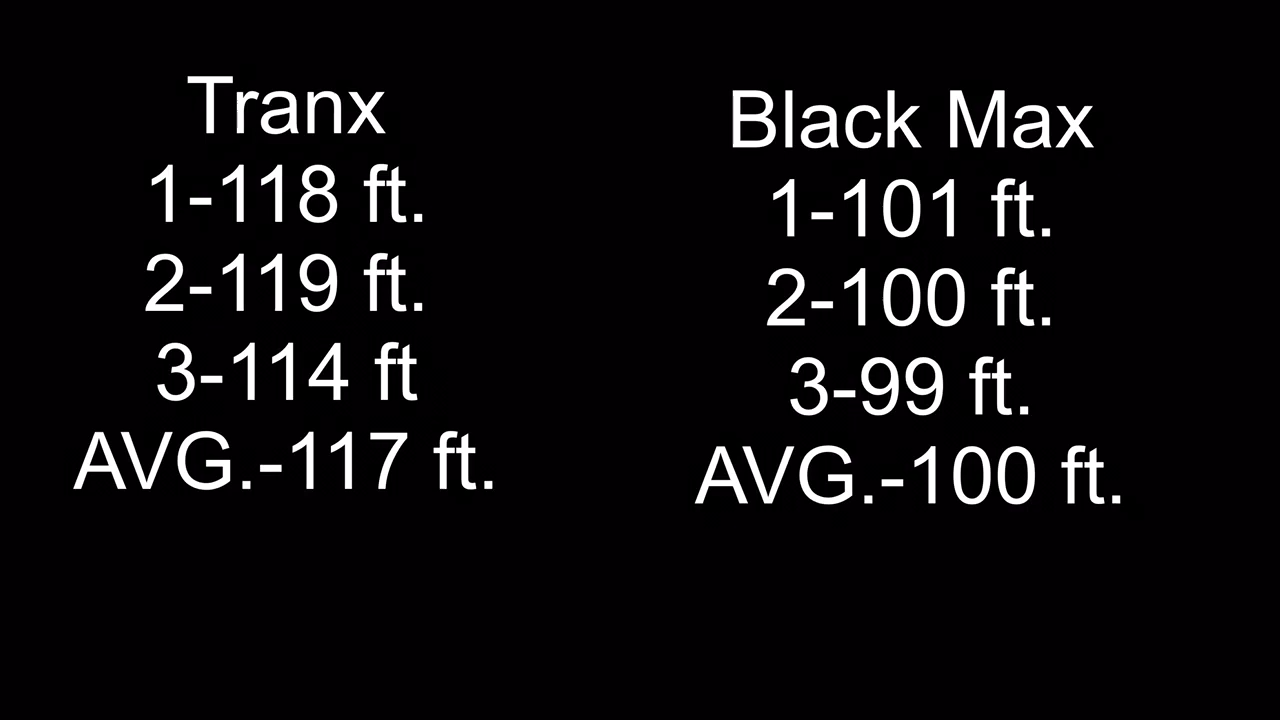 Tranx
1-118 ft.
2-119 ft.
3-114 ft
AVG.-117 ft.
Black Max
1-101 ft.
2-100 ft.
3-99 ft.
AVG.-100 ft.